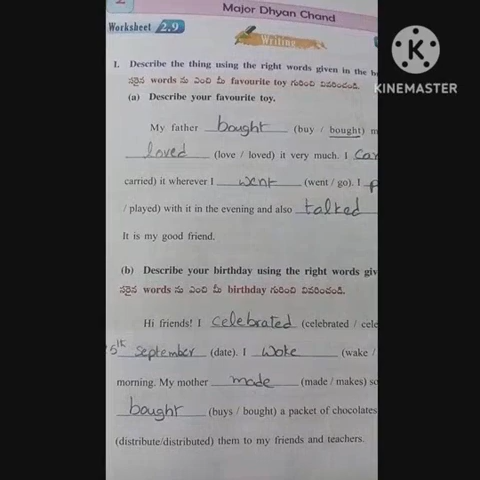 2
Major Dhyan Chand
Worksheet 2.9
Writing
KINEMASTER
I. Describe the thing using the right words given in the b
సరైన words ను ఎంచి మీ favourite toy గురించి వివరించండి.
(a) Describe your favourite toy.
My father bought (buy / bought) m
loved (love / loved) it very much. I car
carried) it wherever I went (went / go). I p
/ played) with it in the evening and also talked
It is my good friend.
(b) Describe your birthday using the right words giv
సరైన words ను ఎంచి మీ birthday గురించి వివరించండి.
Hi friends! I celebrated (celebrated / cele
5th September (date). I woke (wake /
morning. My mother made (made / makes) so
bought (buys / bought) a packet of chocolates
(distribute/distributed) them to my friends and teachers.